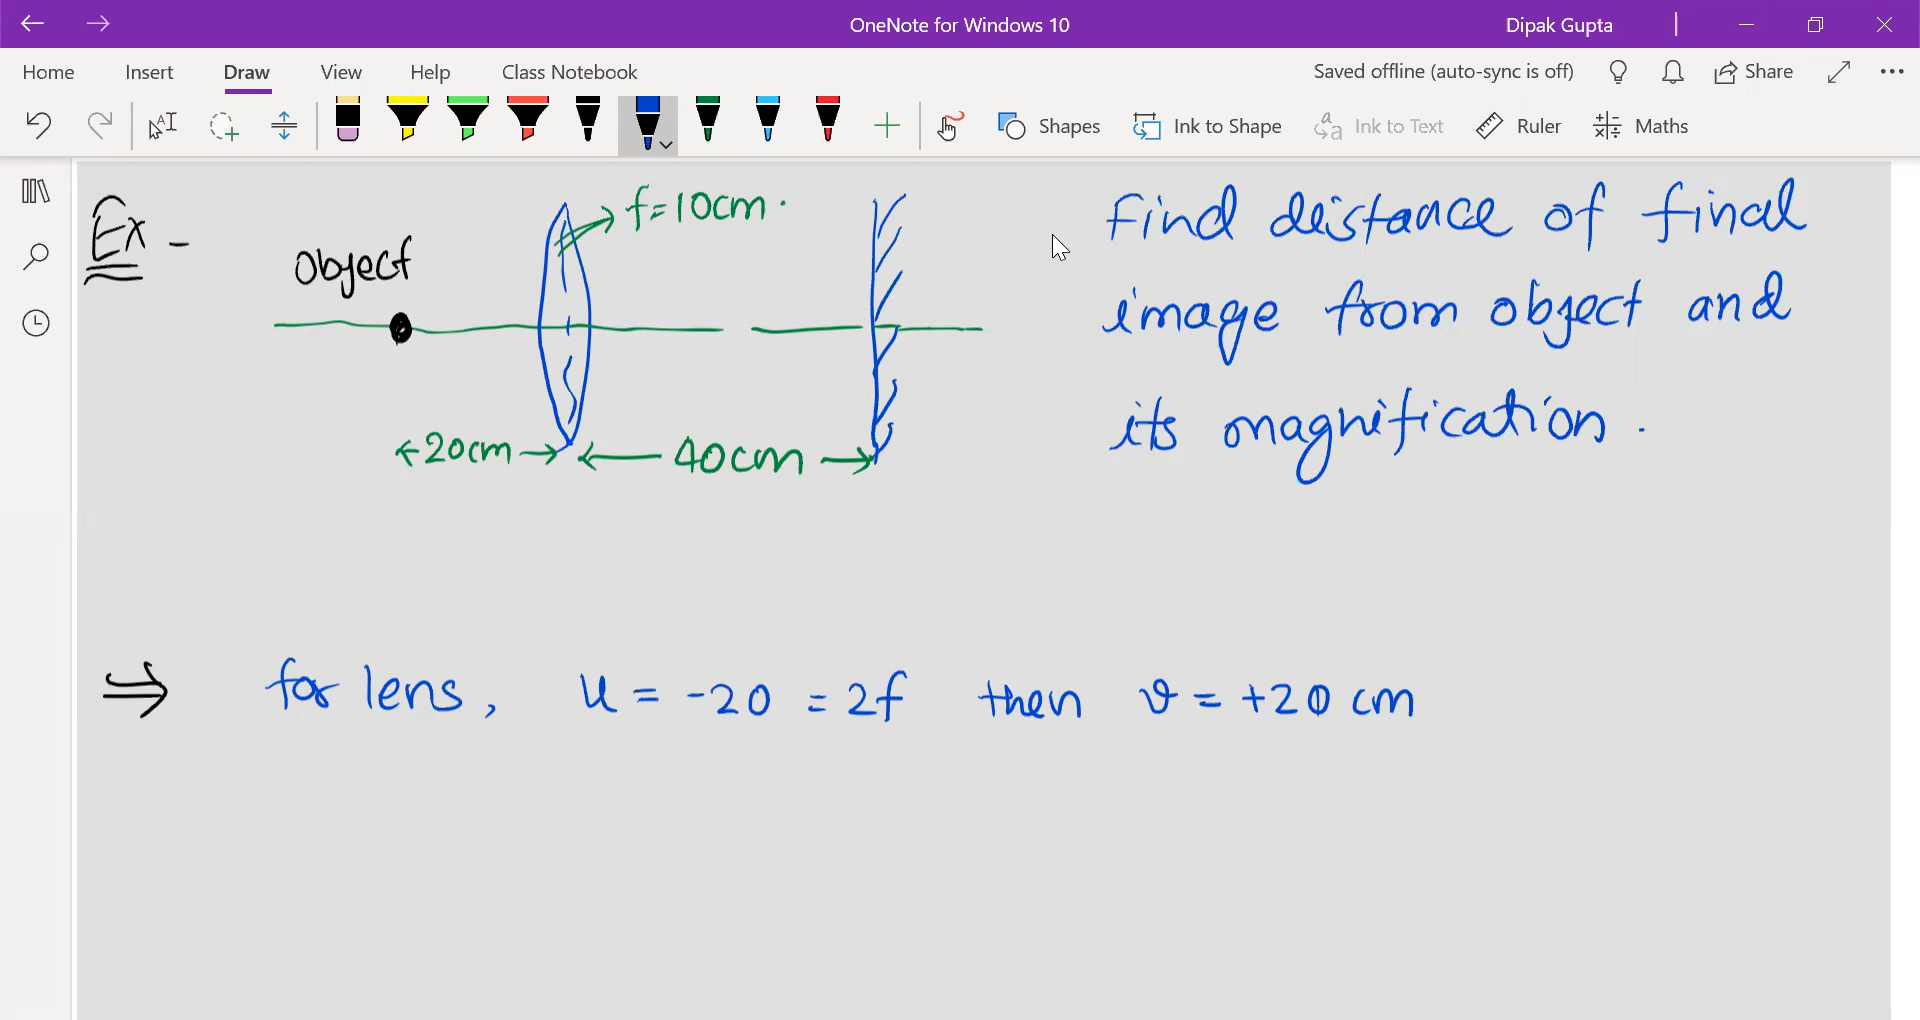 OneNote for Windows 10
Dipak Gupta
Home Insert Draw View Help Class Notebook
Saved offline (auto-sync is off) Share
Shapes Ink to Shape Ink to Text Ruler Maths
Ex -
object
f=10cm.
←20cm→ ←— 40cm →
Find distance of final
image from object and
its magnification.
⇒ for lens, u = -20 = 2f then v = +20 cm